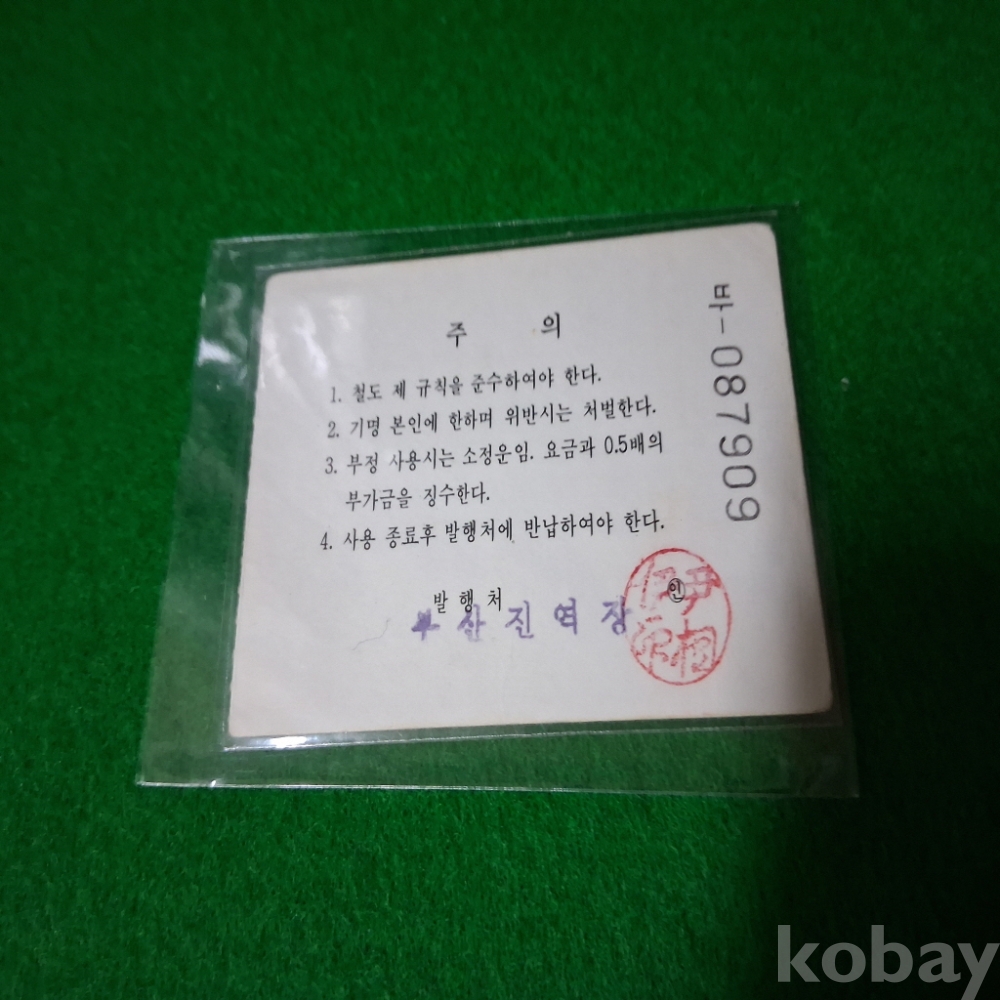 주 의
1. 철도 제 규칙을 준수하여야 한다.
2. 기명 본인에 한하며 위반시는 처벌한다.
3. 부정 사용시는 소정운임. 요금과 0.5배의
부가금을 징수한다.
4. 사용 종료후 발행처에 반납하여야 한다.
발 행 처
부 산 진 역 장
인
바-087909
kobay